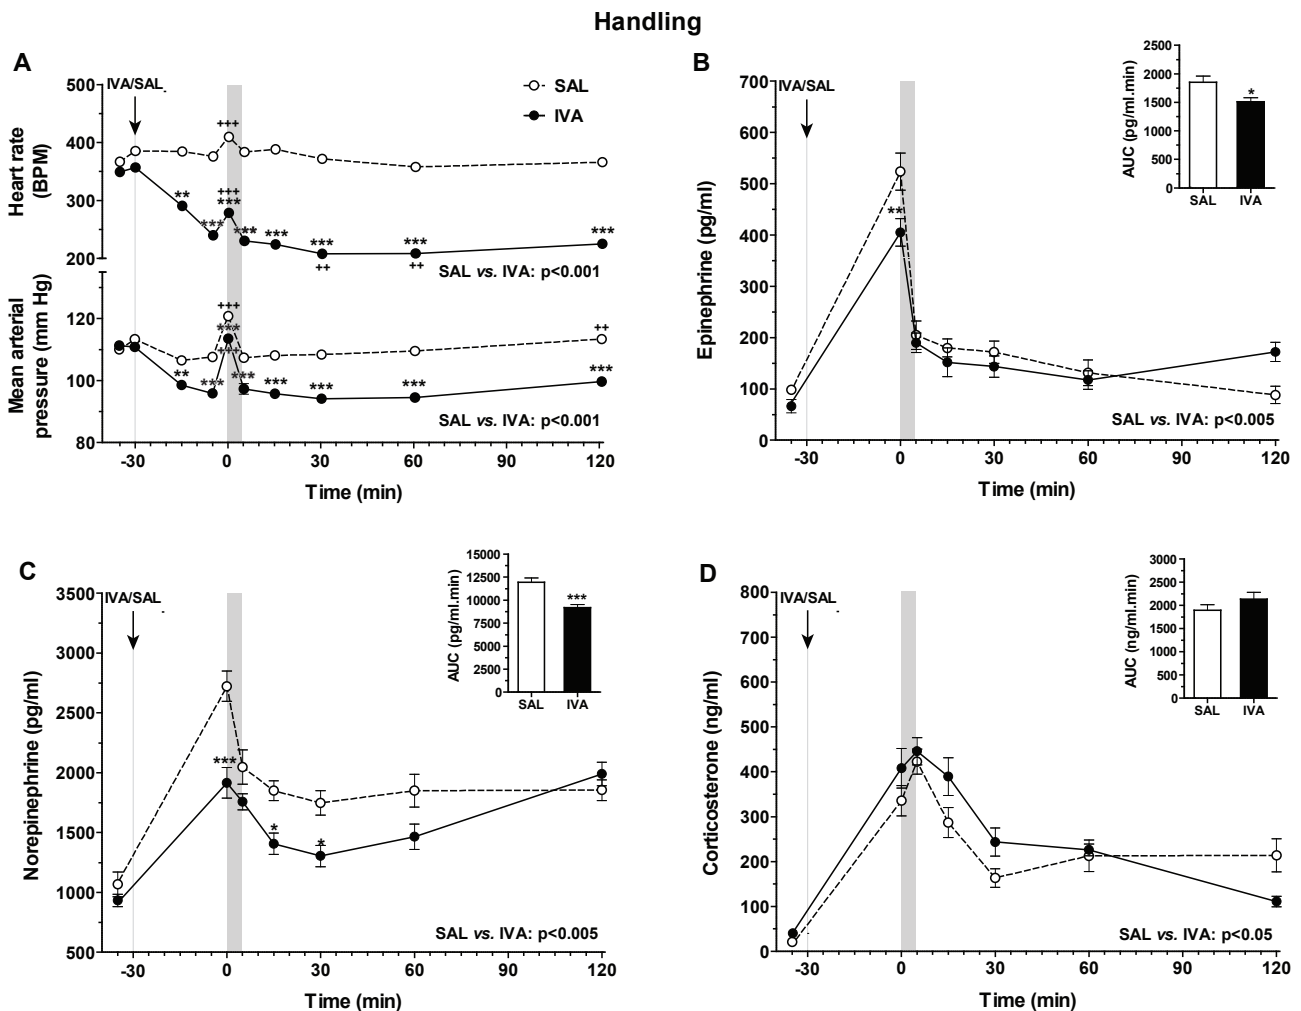 Handling
A
IVA/SAL
SAL
IVA
500
400
300
200
Heart rate
(BPM)
+++
**
***
+++
***
***
***
***
++
***
++
***
SAL vs. IVA: p<0.001
120
100
80
Mean arterial
pressure (mm Hg)
+++
***
+++
**
***
***
***
***
***
++
***
SAL vs. IVA: p<0.001
-30 0 30 60 90 120
Time (min)
B
IVA/SAL
700
600
500
400
300
200
100
0
Epinephrine (pg/ml)
**
SAL vs. IVA: p<0.005
-30 0 30 60 90 120
Time (min)
2500
2000
1500
1000
500
0
AUC (pg/ml.min)
*
SAL IVA
C
IVA/SAL
3500
3000
2500
2000
1500
1000
500
Norepinephrine (pg/ml)
***
*
*
SAL vs. IVA: p<0.005
-30 0 30 60 90 120
Time (min)
15000
12500
10000
7500
5000
2500
0
AUC (pg/ml.min)
***
SAL IVA
D
IVA/SAL
800
700
600
500
400
300
200
100
0
Corticosterone (ng/ml)
SAL vs. IVA: p<0.05
-30 0 30 60 90 120
Time (min)
3000
2500
2000
1500
1000
500
0
AUC (ng/ml.min)
SAL IVA